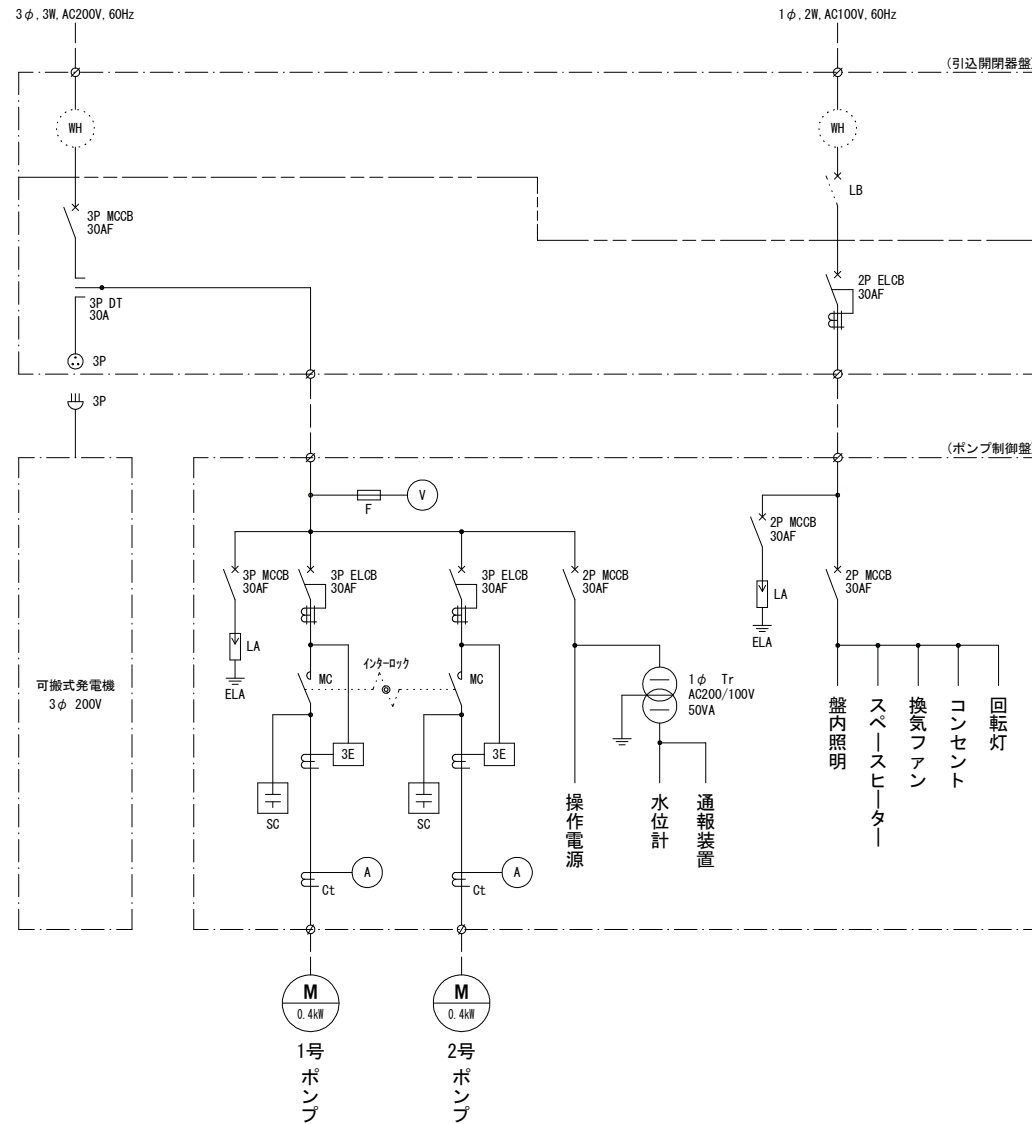 3φ,3W,AC200V,60Hz
1φ,2W,AC100V,60Hz
(引込開閉器盤
WH
WH
LB
3P MCCB
30AF
2P ELCB
30AF
3P DT
30A
3P
3P
(ポンプ制御盤
V
F
2P MCCB
30AF
LA
ELA
3P MCCB
30AF
3P ELCB
30AF
3P ELCB
30AF
2P MCCB
30AF
2P MCCB
30AF
LA
ELA
MC
インターロック
MC
1φ Tr
AC200/100V
50VA
可搬式発電機
3φ 200V
3E
3E
SC
SC
操作電源
水位計
通報装置
盤内照明
スペースヒーター
換気ファン
コンセント
回転灯
A
Ct
A
Ct
M
0.4kW
M
0.4kW
1号
ポンプ
2号
ポンプ